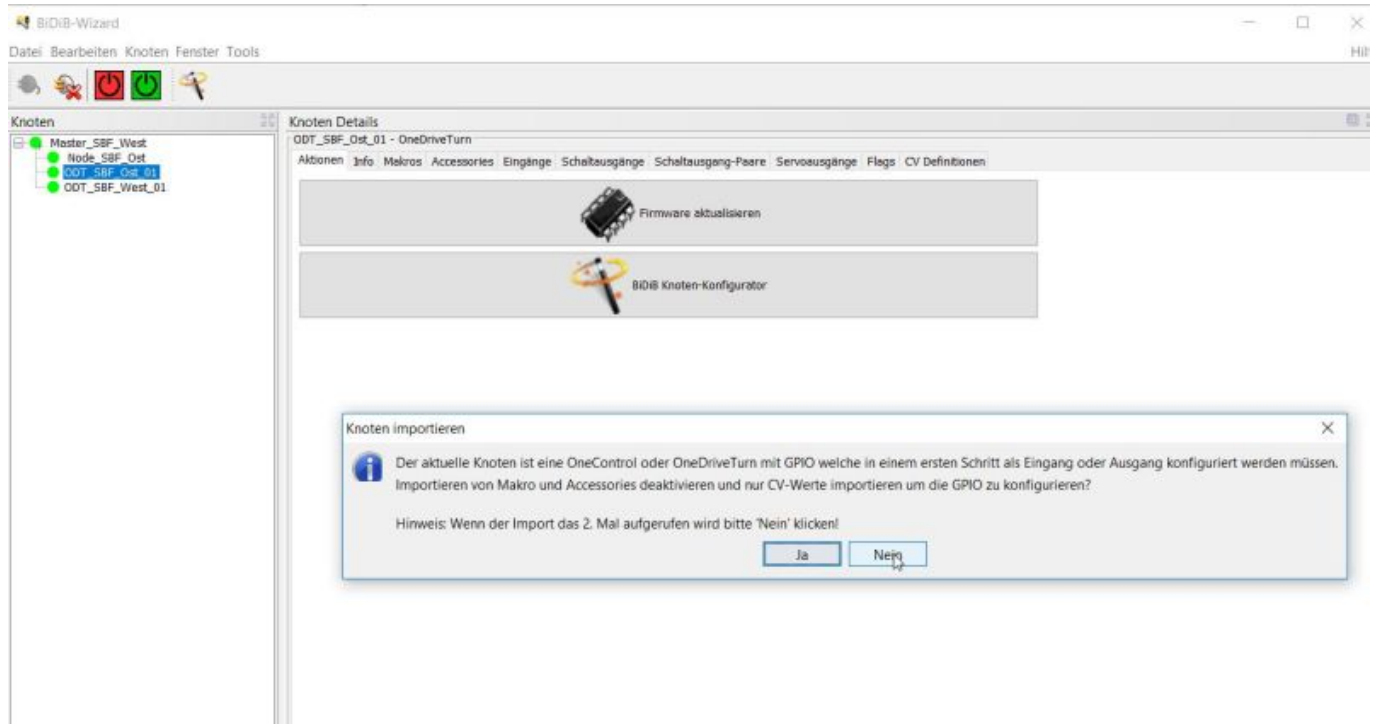 BiDiB-Wizard
Datei Bearbeiten Knoten Fenster Tools
Knoten
Master_SBF_West
Node_SBF_Ost
ODT_SBF_Ost_01
ODT_SBF_West_01
Knoten Details
ODT_SBF_Ost_01 - OneDriveTurn
Aktionen Info Makros Accessories Eingänge Schaltausgänge Schaltausgang-Paare Servoausgänge Flags CV Definitionen
Firmware aktualisieren
BiDiB Knoten-Konfigurator
Knoten importieren
Der aktuelle Knoten ist eine OneControl oder OneDriveTurn mit GPIO welche in einem ersten Schritt als Eingang oder Ausgang konfiguriert werden müssen.
Importieren von Makro und Accessories deaktivieren und nur CV-Werte importieren um die GPIO zu konfigurieren?
Hinweis: Wenn der Import das 2. Mal aufgerufen wird bitte 'Nein' klicken!
Ja Nein